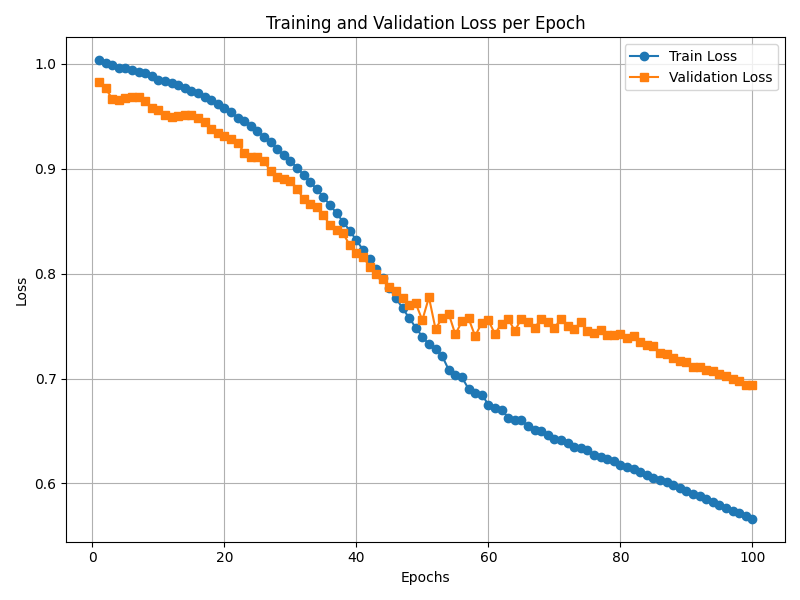 Training and Validation Loss per Epoch
Train Loss
Validation Loss
1.0
0.9
0.8
0.7
0.6
Loss
0 20 40 60 80 100
Epochs